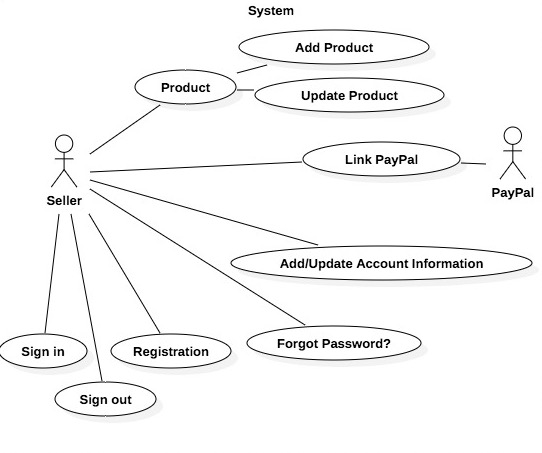 System
Add Product
Product
Update Product
Link PayPal
PayPal
Seller
Add/Update Account Information
Forgot Password?
Sign in
Registration
Sign out